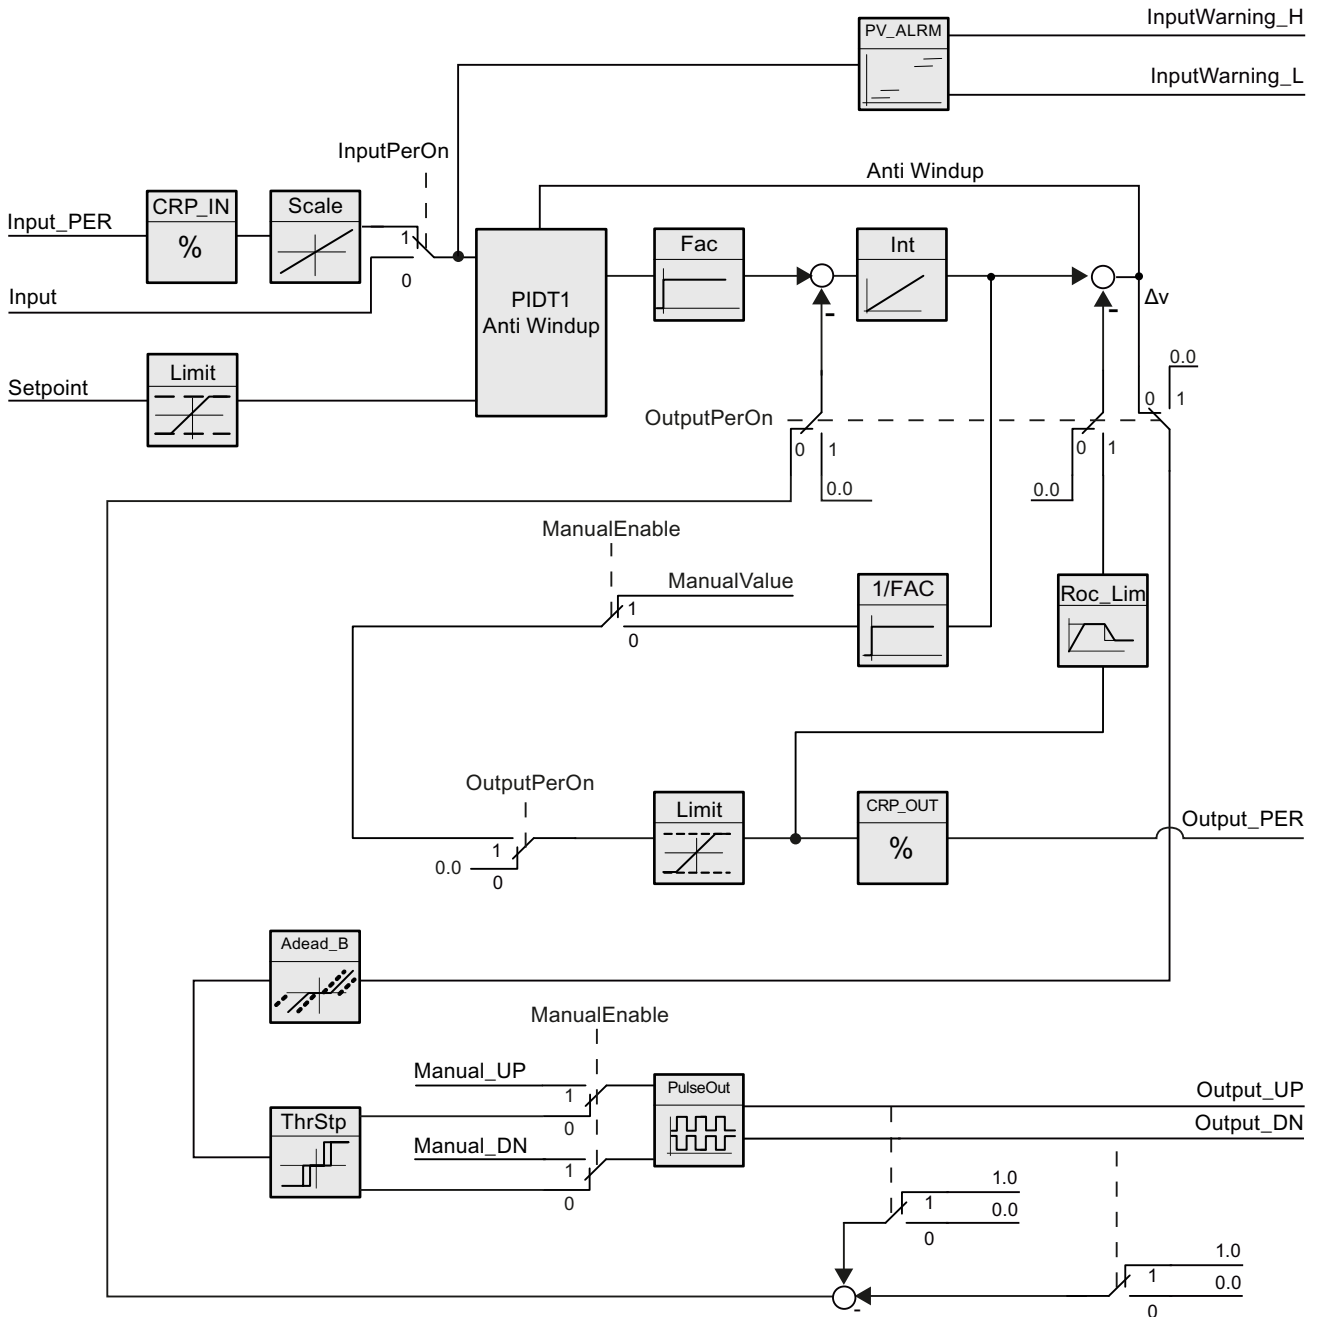 InputWarning_H
PV_ALRM
InputWarning_L
InputPerOn
Anti Windup
CRP_IN
%
Scale
Input_PER
1
0
Input
PIDT1
Anti Windup
Fac
-
Int
-
Δv
Setpoint
Limit
0.0
0
1
OutputPerOn
0
1
0.0
0
1
0.0
ManualEnable
ManualValue
1
0
1/FAC
Roc_Lim
OutputPerOn
1
0.0
0
Limit
CRP_OUT
%
Output_PER
Adead_B
ManualEnable
Manual_UP
1
0
PulseOut
Output_UP
Output_DN
ThrStp
Manual_DN
1
0
1.0
1
0.0
0
1.0
1
0.0
0
-